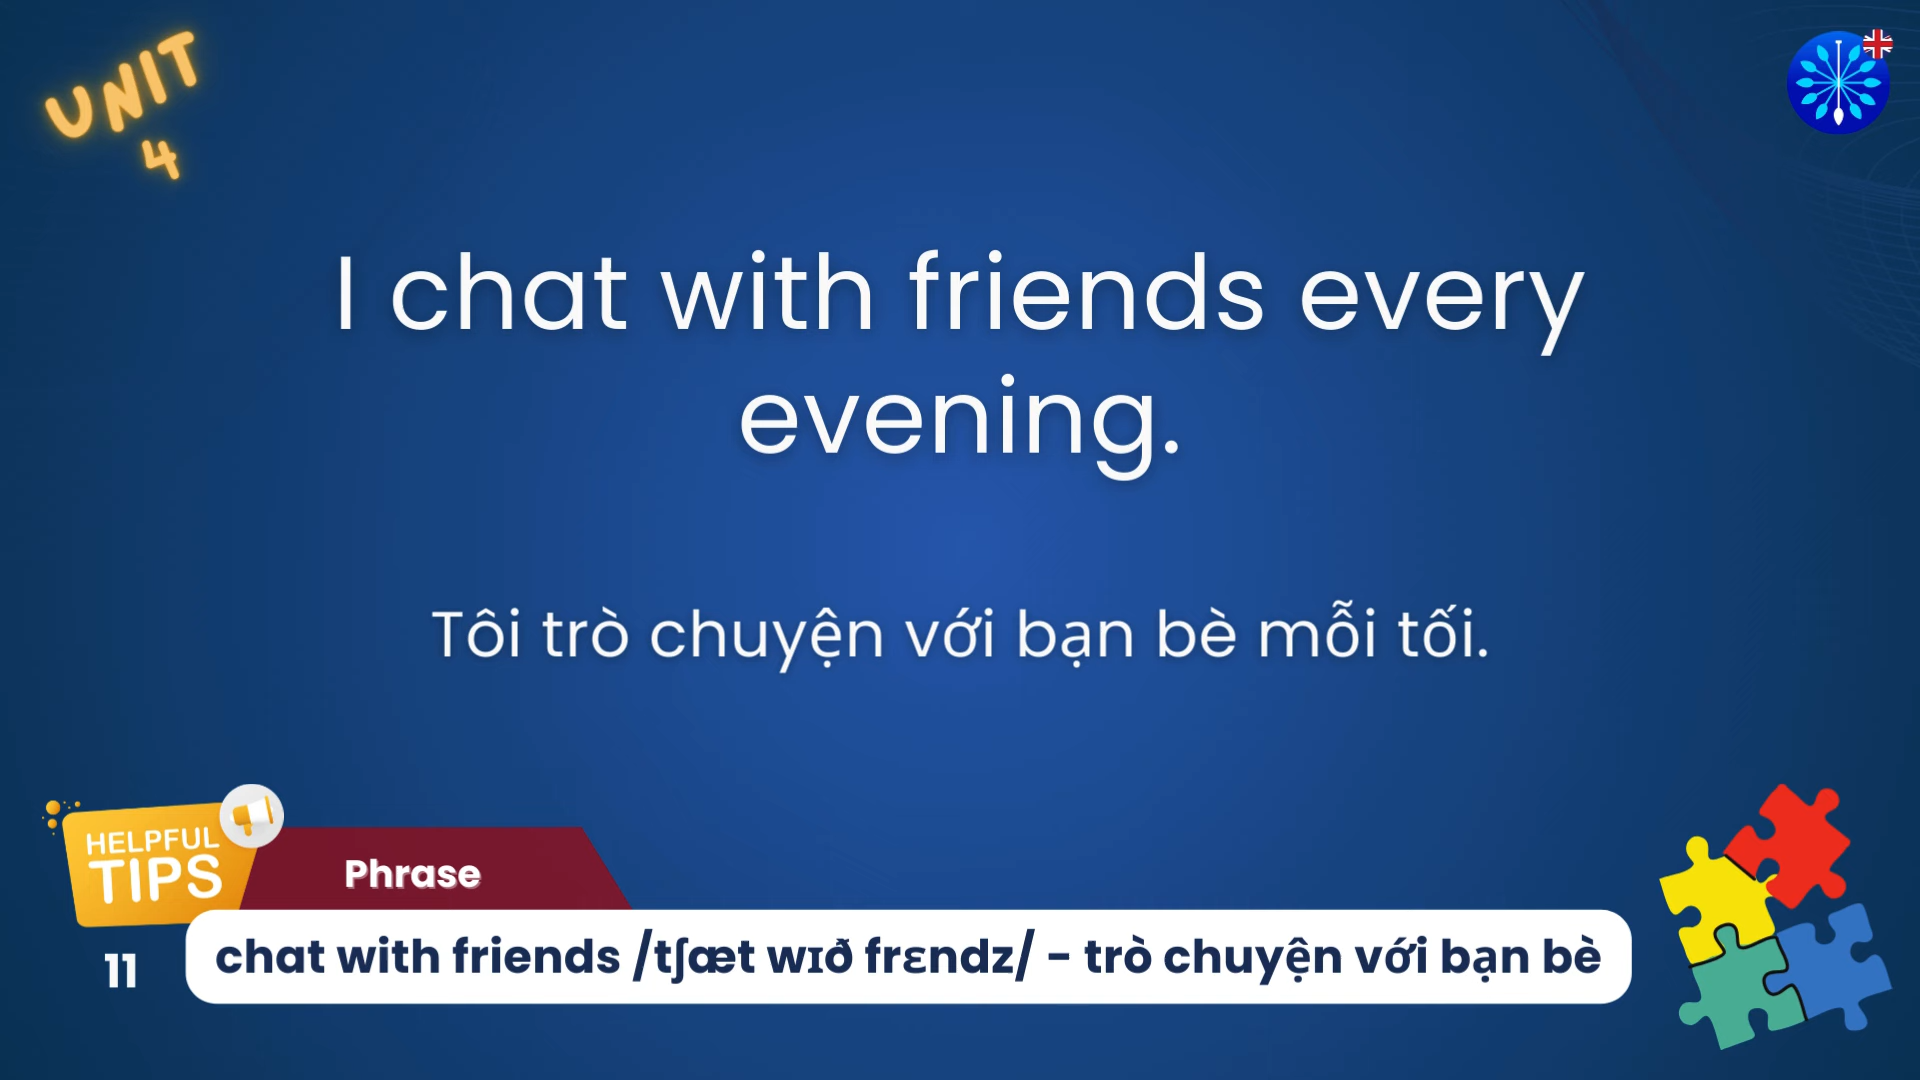 UNIT
4
I chat with friends every
evening.
Tôi trò chuyện với bạn bè mỗi tối.
HELPFUL
TIPS
Phrase
11
chat with friends /tʃæt wɪð frɛndz/ - trò chuyện với bạn bè